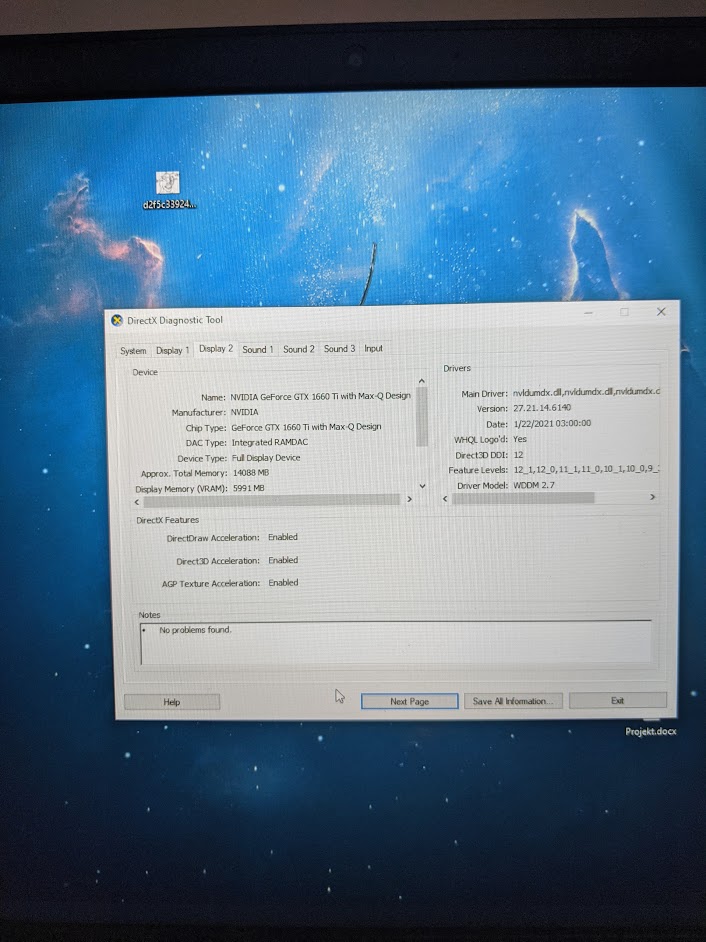 d2f5c33924...
DirectX Diagnostic Tool
System Display 1 Display 2 Sound 1 Sound 2 Sound 3 Input
Device
Name: NVIDIA GeForce GTX 1660 Ti with Max-Q Design
Manufacturer: NVIDIA
Chip Type: GeForce GTX 1660 Ti with Max-Q Design
DAC Type: Integrated RAMDAC
Device Type: Full Display Device
Approx. Total Memory: 14088 MB
Display Memory (VRAM): 5991 MB
Drivers
Main Driver: nvldumdx.dll,nvldumdx.dll,nvldumdx.d
Version: 27.21.14.6140
Date: 1/22/2021 03:00:00
WHQL Logo'd: Yes
Direct3D DDI: 12
Feature Levels: 12_1,12_0,11_1,11_0,10_1,10_0,9_
Driver Model: WDDM 2.7
DirectX Features
DirectDraw Acceleration: Enabled
Direct3D Acceleration: Enabled
AGP Texture Acceleration: Enabled
Notes
• No problems found.
Help Next Page Save All Information... Exit
Projekt.docx